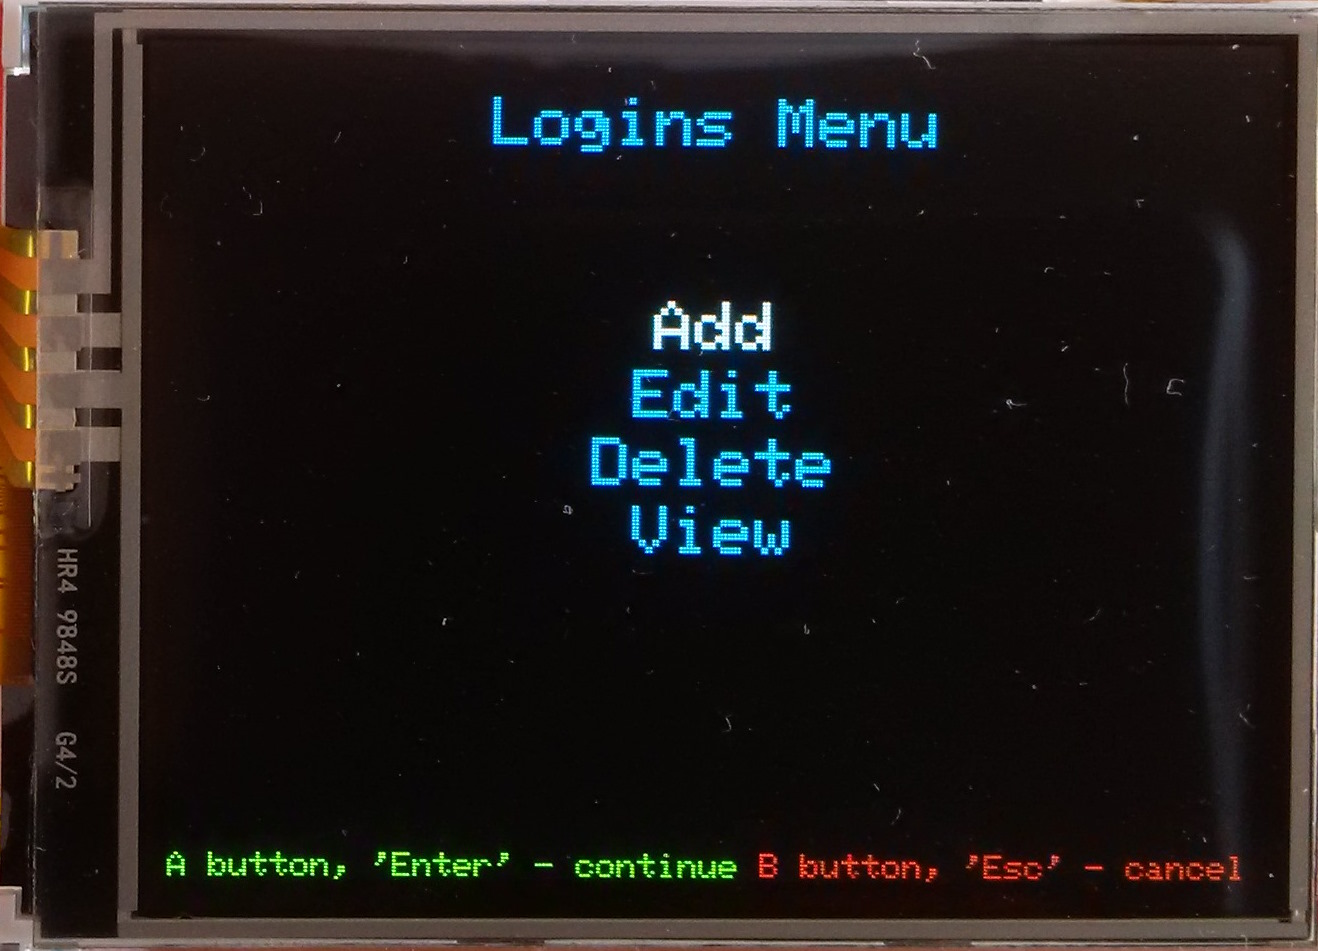 Logins Menu
Add
Edit
Delete
View
A button, 'Enter' - continue B button, 'Esc' - cancel
HR4 9848S G4/2